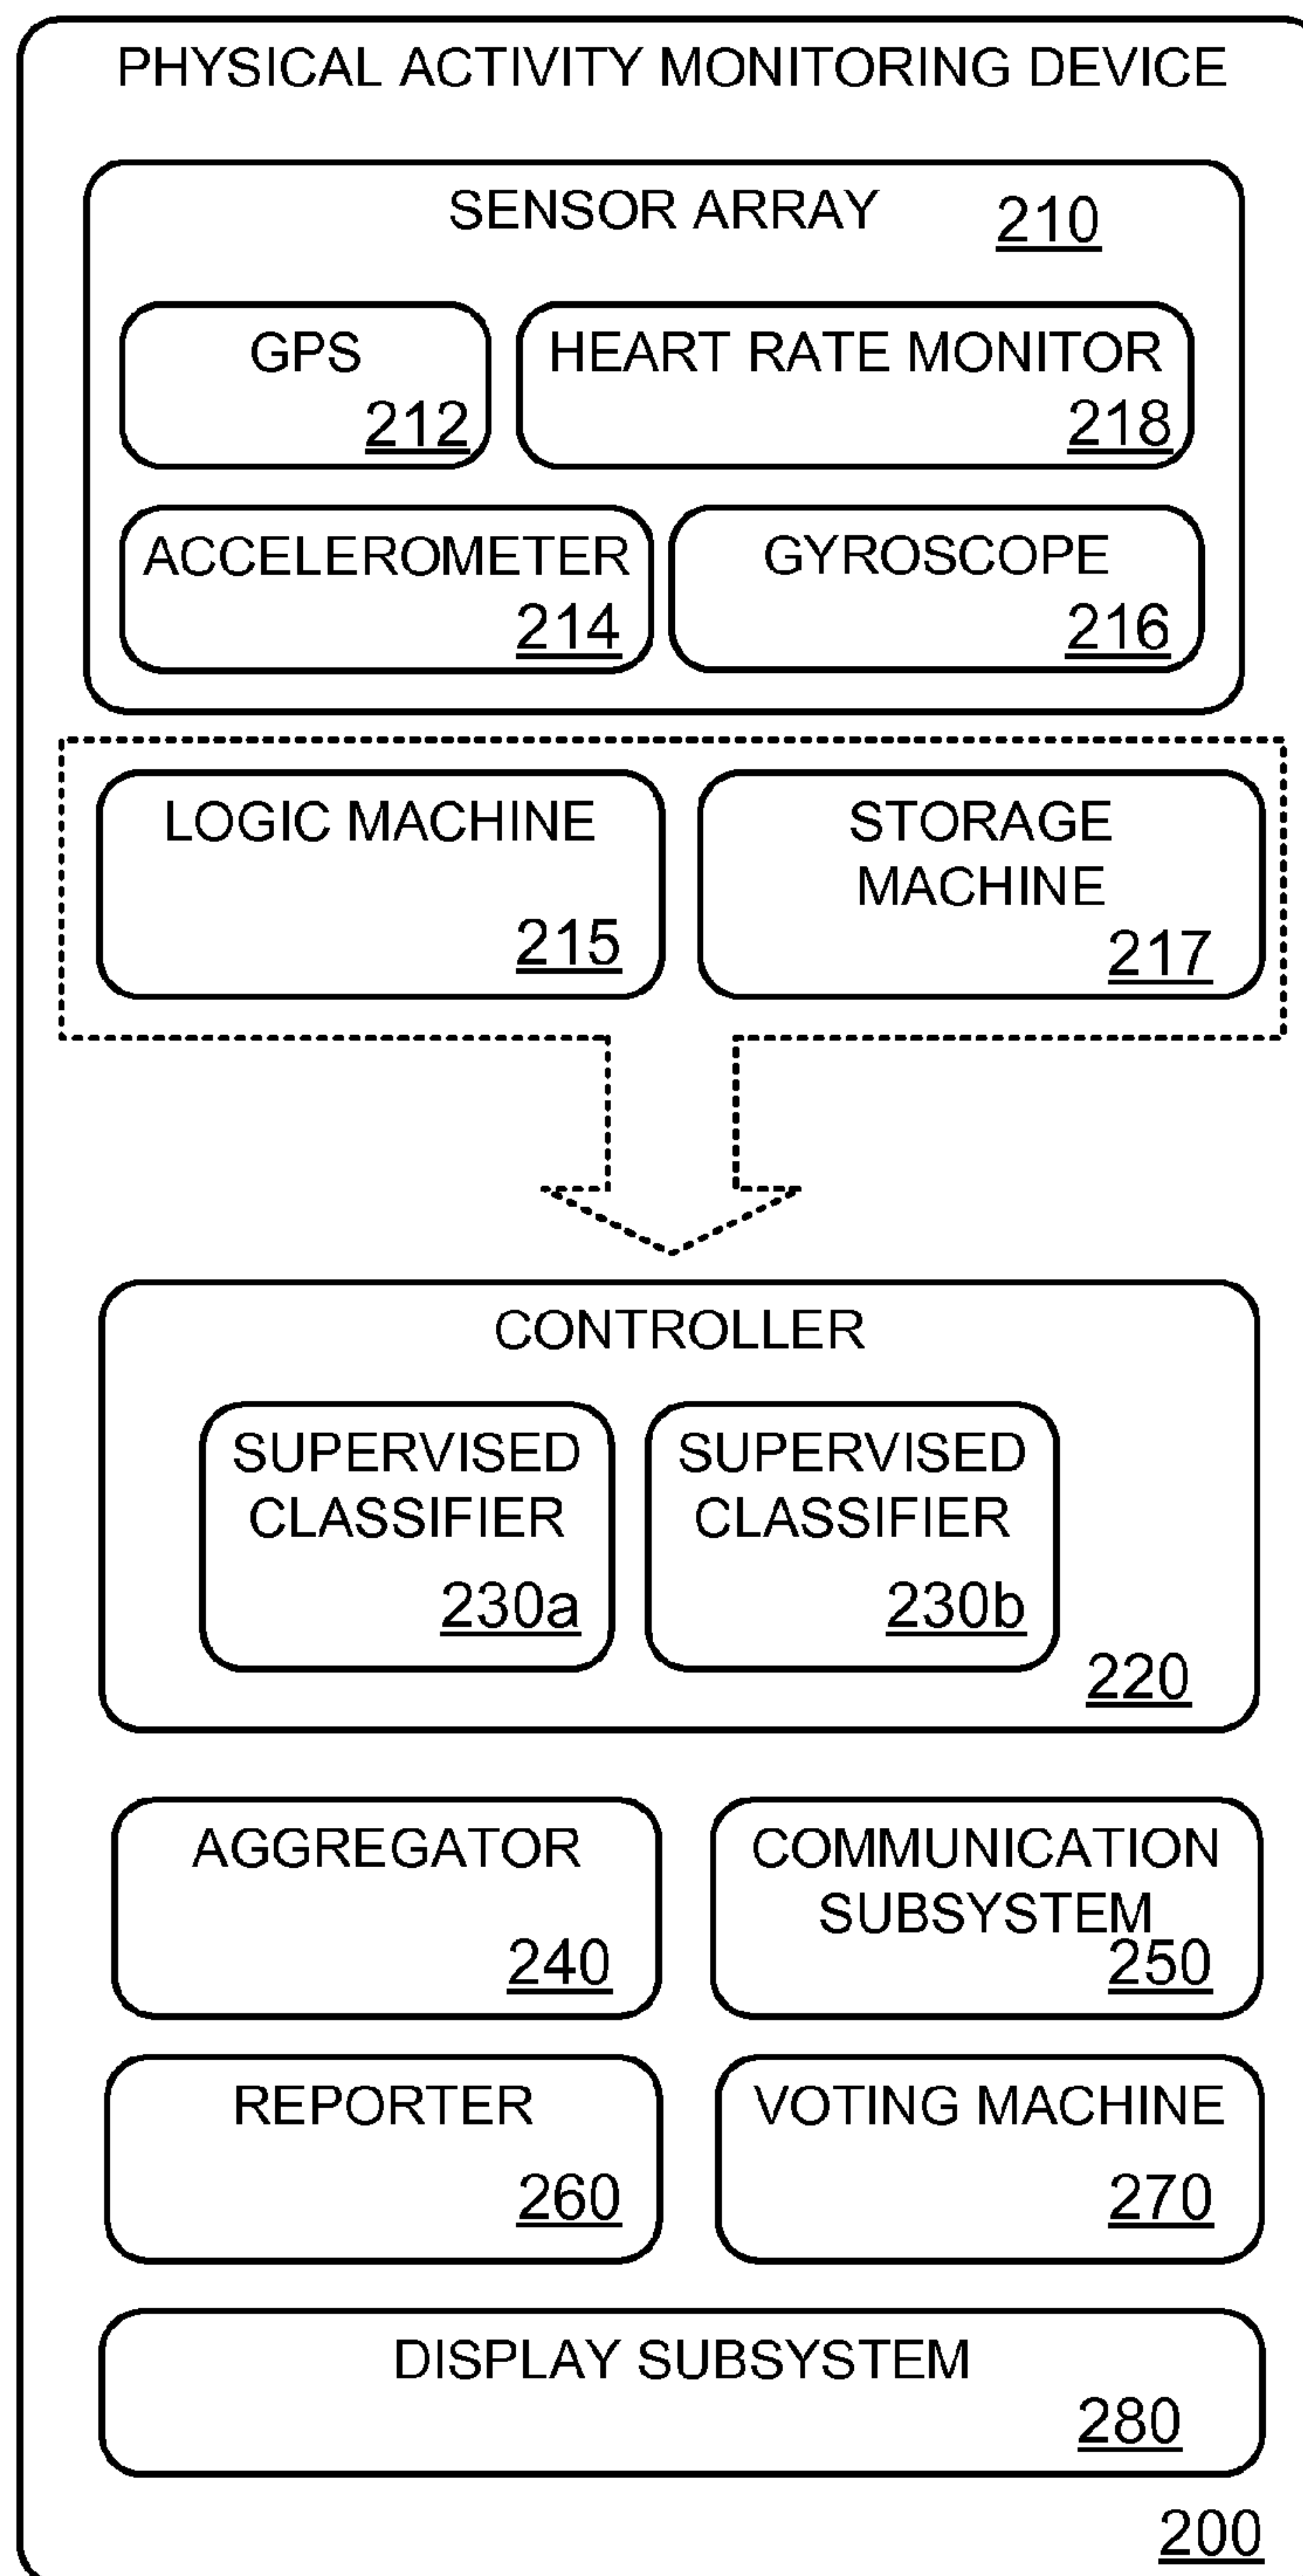 PHYSICAL ACTIVITY MONITORING DEVICE
SENSOR ARRAY 210
GPS
212
HEART RATE MONITOR
218
ACCELEROMETER
214
GYROSCOPE
216
LOGIC MACHINE
215
STORAGE
MACHINE
217
CONTROLLER
SUPERVISED
CLASSIFIER
230a
SUPERVISED
CLASSIFIER
230b
220
AGGREGATOR
240
COMMUNICATION
SUBSYSTEM
250
REPORTER
260
VOTING MACHINE
270
DISPLAY SUBSYSTEM
280
200